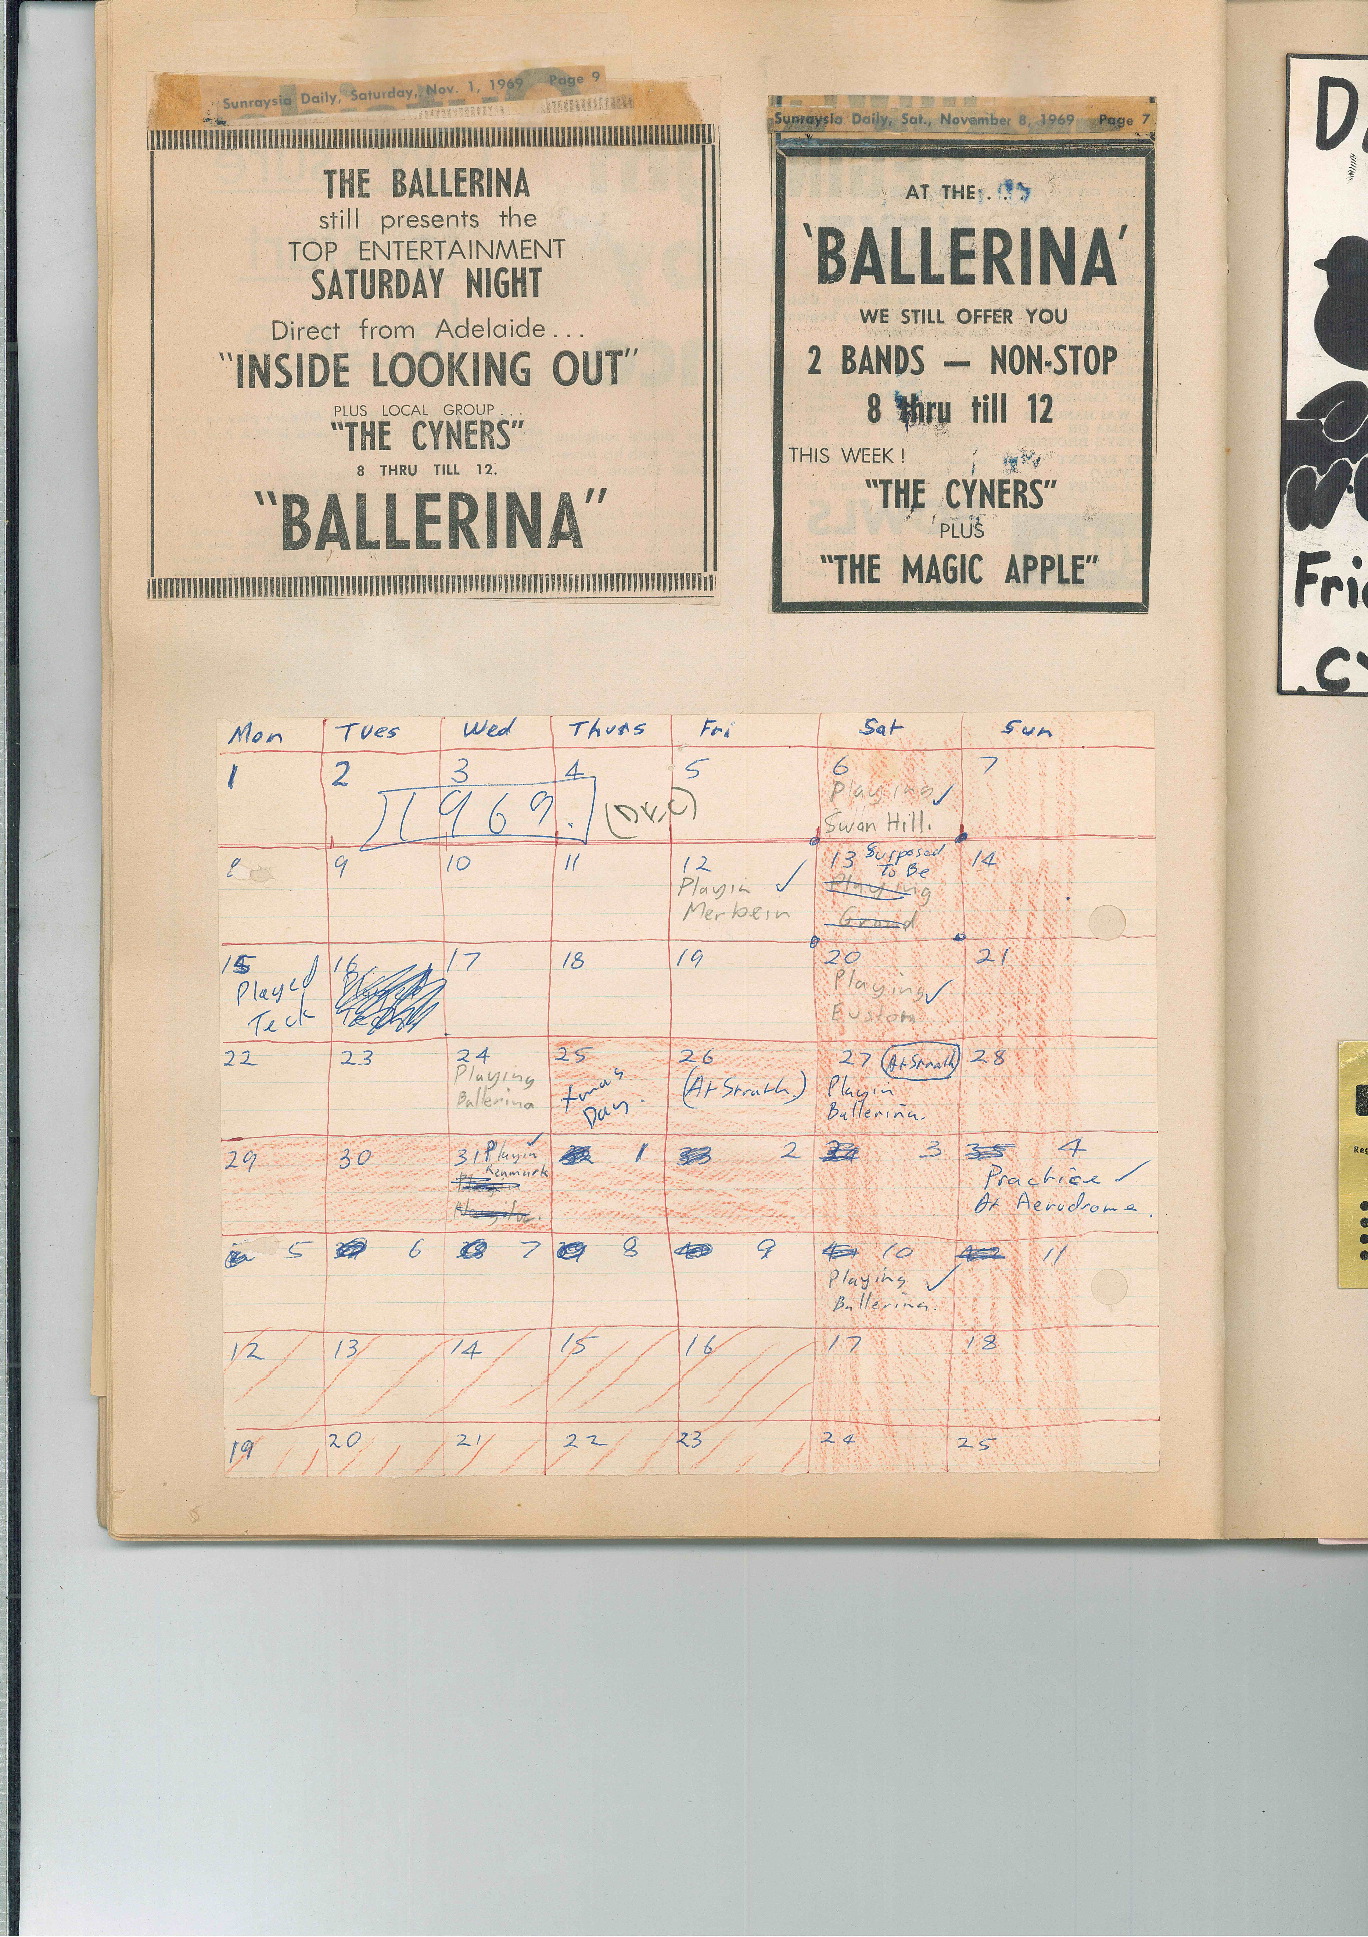 Sunraysia Daily, Saturday, Nov. 1, 1969 Page 9
THE BALLERINA
still presents the
TOP ENTERTAINMENT
SATURDAY NIGHT
Direct from Adelaide...
"INSIDE LOOKING OUT"
PLUS LOCAL GROUP...
"THE CYNERS"
8 THRU TILL 12.
"BALLERINA"
Sunraysia Daily, Sat., November 8, 1969 Page 7
AT THE...
'BALLERINA'
WE STILL OFFER YOU
2 BANDS — NON-STOP
8 thru till 12
THIS WEEK!
"THE CYNERS"
PLUS
"THE MAGIC APPLE"
Mon Tues Wed Thurs Fri Sat Sun
1 2 3 4 5 6 7
Playing
Swan Hill.
1969.
8 9 10 11 12 13 14
Playin
Merbein
Surposed
To Be
Playing
15 16 17 18 19 20 21
Played
Teck
Playing
Euston
22 23 24 25 26 27 28
Playing
Ballerina
Xmas
Day.
(At Strath.)
At Strath
Playin
Ballerina.
29 30 31 1 2 3 4
Playin
Kenmurk
Practice
At Aerodrome.
5 6 7 8 9 10 11
Playing
Ballerina.
12 13 14 15 16 17 18
19 20 21 22 23 24 25
D
Fri
CY